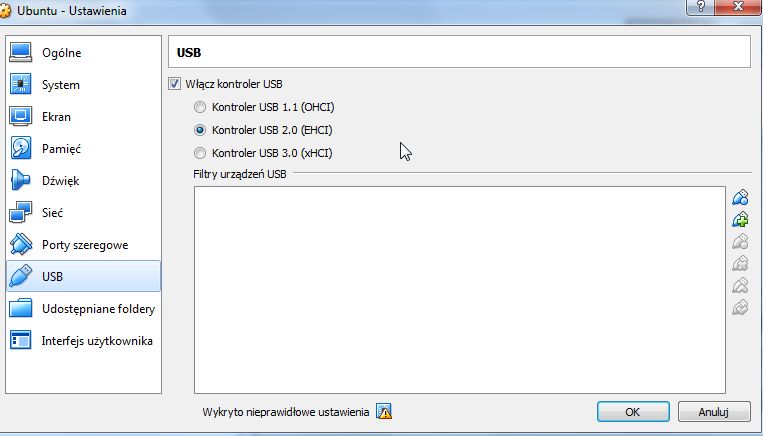 Ubuntu - Ustawienia
Ogólne
System
Ekran
Pamięć
Dźwięk
Sieć
Porty szeregowe
USB
Udostępniane foldery
Interfejs użytkownika
USB
Włącz kontroler USB
Kontroler USB 1.1 (OHCI)
Kontroler USB 2.0 (EHCI)
Kontroler USB 3.0 (xHCI)
Filtry urządzeń USB
Wykryto nieprawidłowe ustawienia
OK
Anuluj